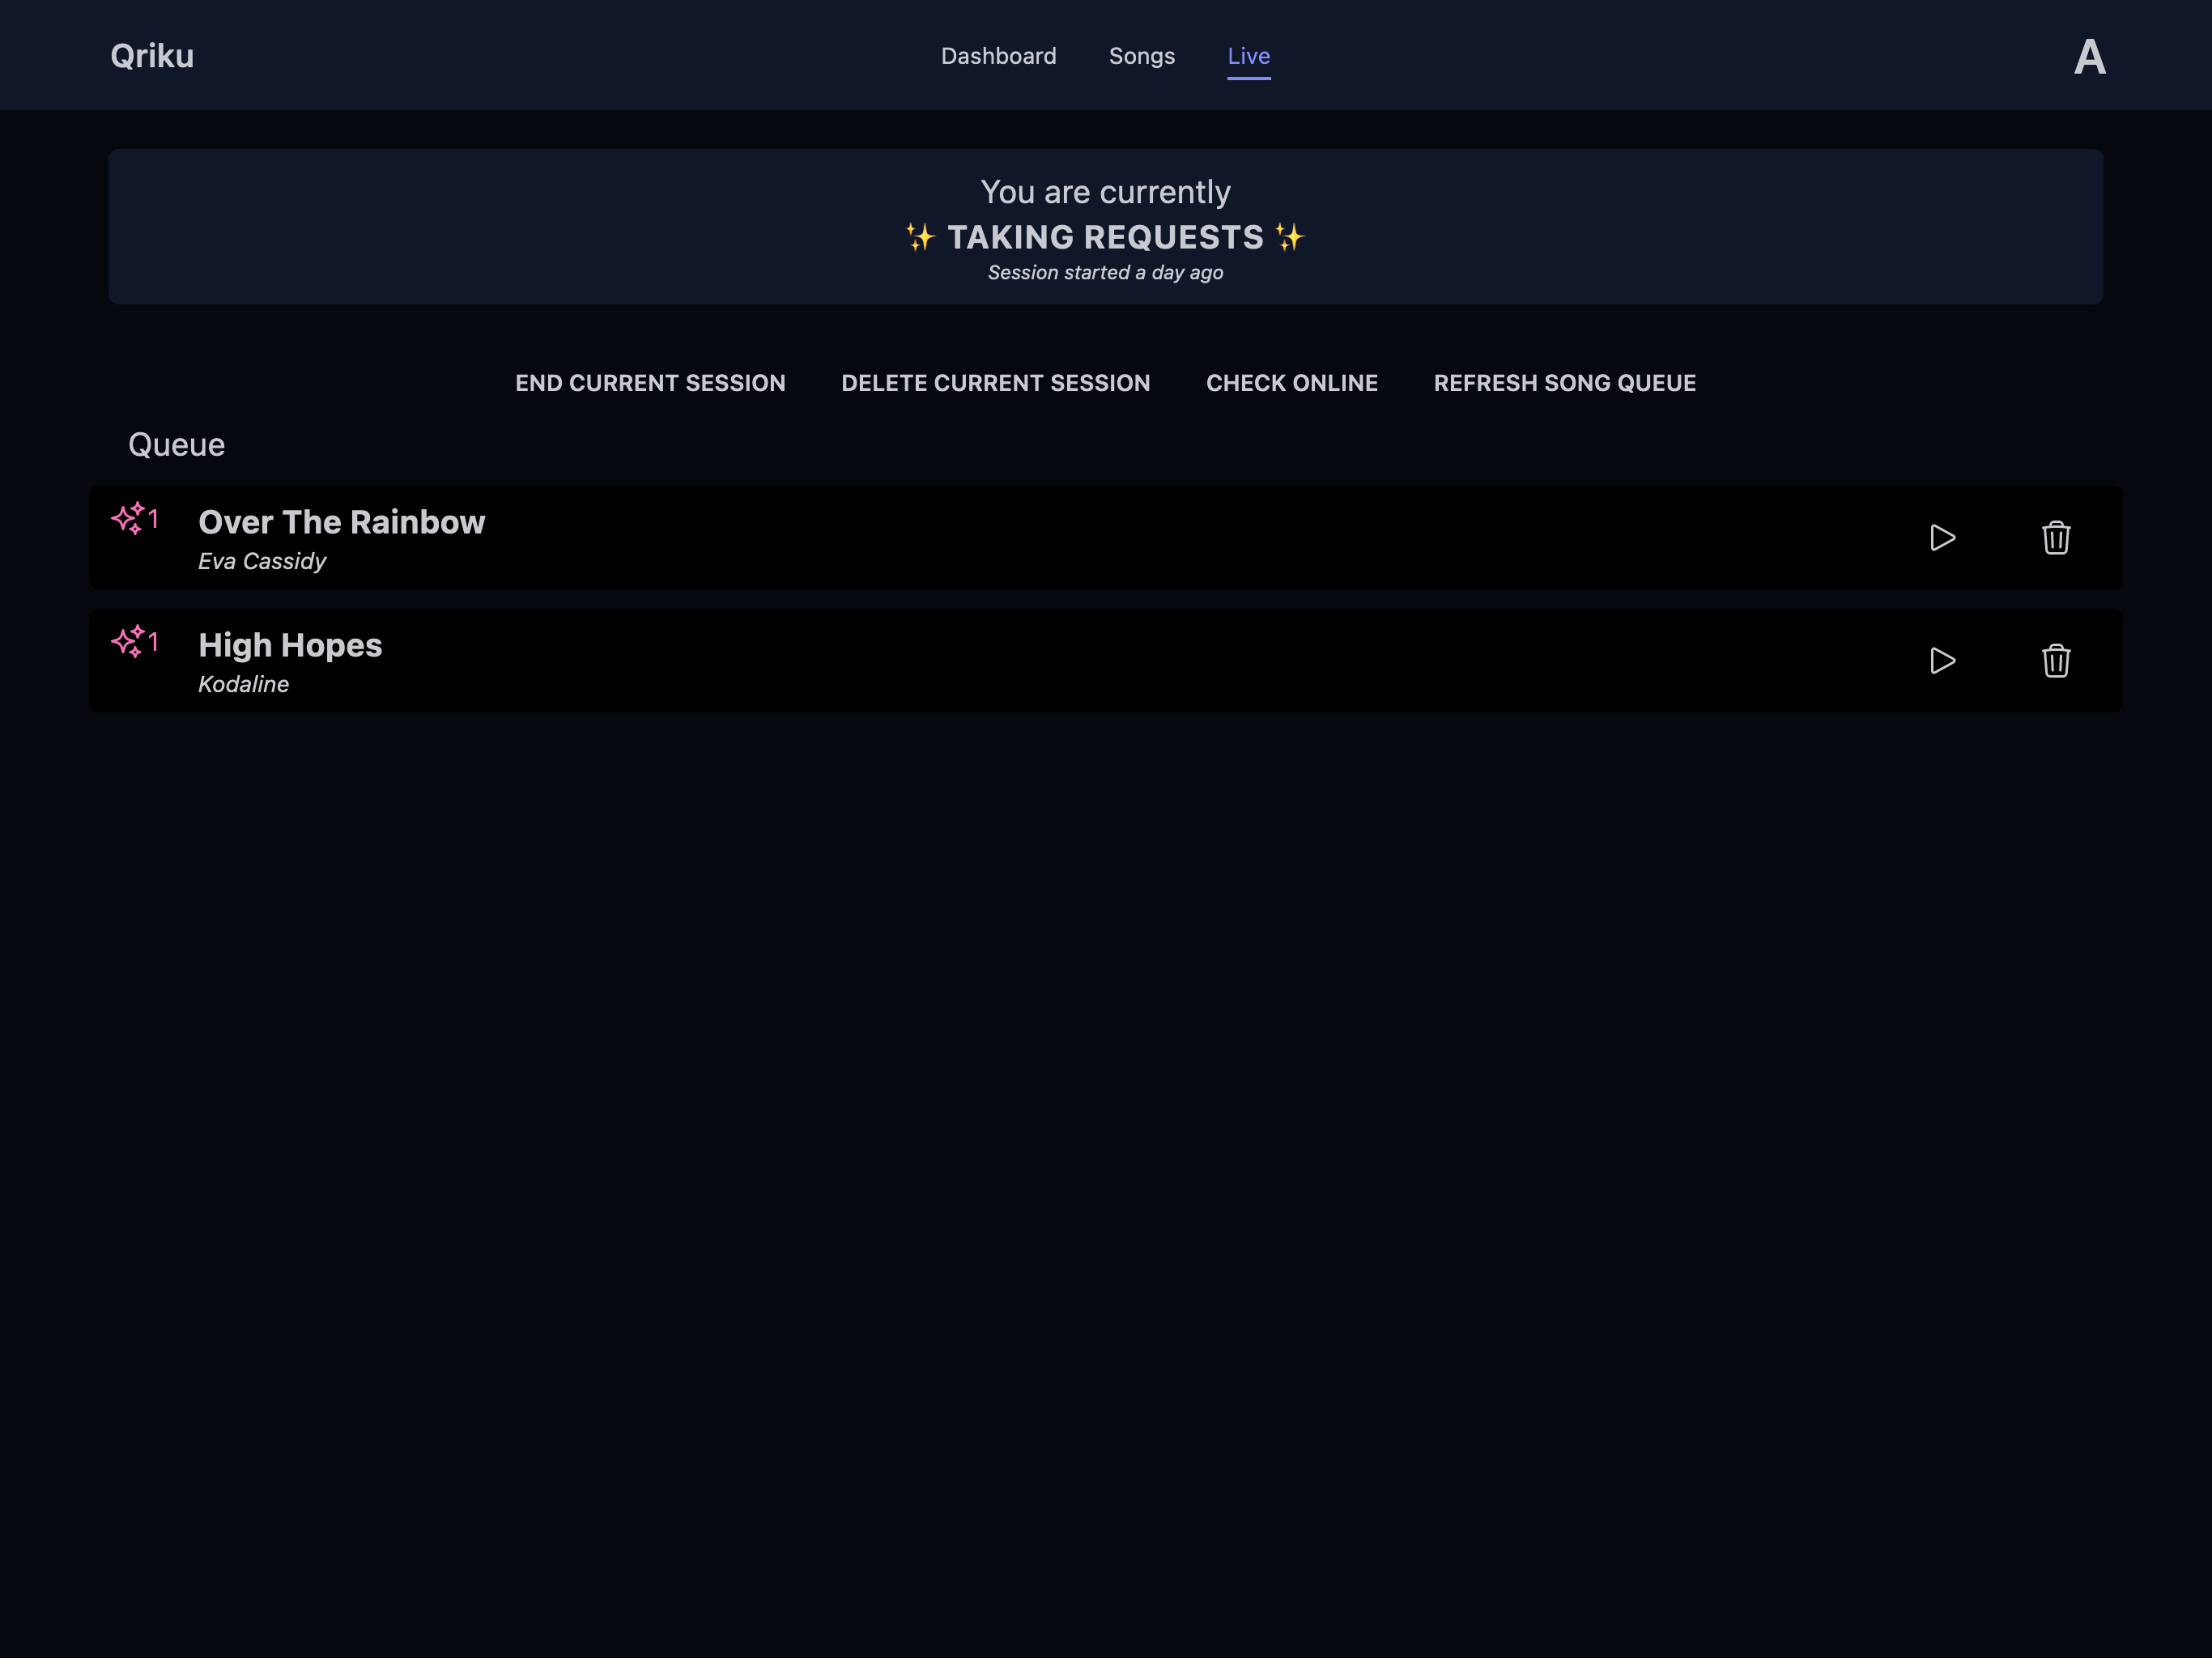 Qriku
Dashboard Songs Live
A
You are currently
✨ TAKING REQUESTS ✨
Session started a day ago
END CURRENT SESSION DELETE CURRENT SESSION CHECK ONLINE REFRESH SONG QUEUE
Queue
1 Over The Rainbow
Eva Cassidy
1 High Hopes
Kodaline